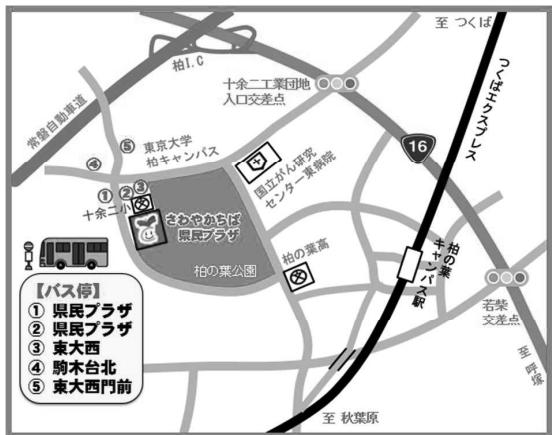 至 つくば
柏I.C
つくばエクスプレス
常磐自動車道
十余二工業団地
入口交差点
⑤
東京大学
柏キャンパス
④
16
国立がん研究
センター東病院
① ② ③
十余二小
さわやかちば
県民プラザ
柏の葉公園
柏の葉高
柏の葉
キャンパス駅
若柴
交差点
至 呼塚
【バス停】
① 県民プラザ
② 県民プラザ
③ 東大西
④ 駒木台北
⑤ 東大西門前
至 秋葉原